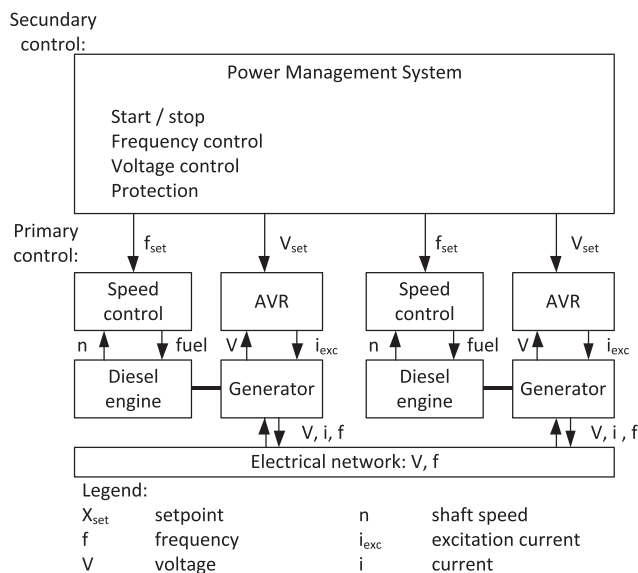 Secundary
control:
Power Management System
Start / stop
Frequency control
Voltage control
Protection
Primary
control:
fset Vset fset Vset
Speed
control
AVR
Speed
control
AVR
n fuel V iexc n fuel V iexc
Diesel
engine
Generator
Diesel
engine
Generator
V, i, f V, i , f
Electrical network: V, f
Legend:
Xset setpoint n shaft speed
f frequency iexc excitation current
V voltage i current